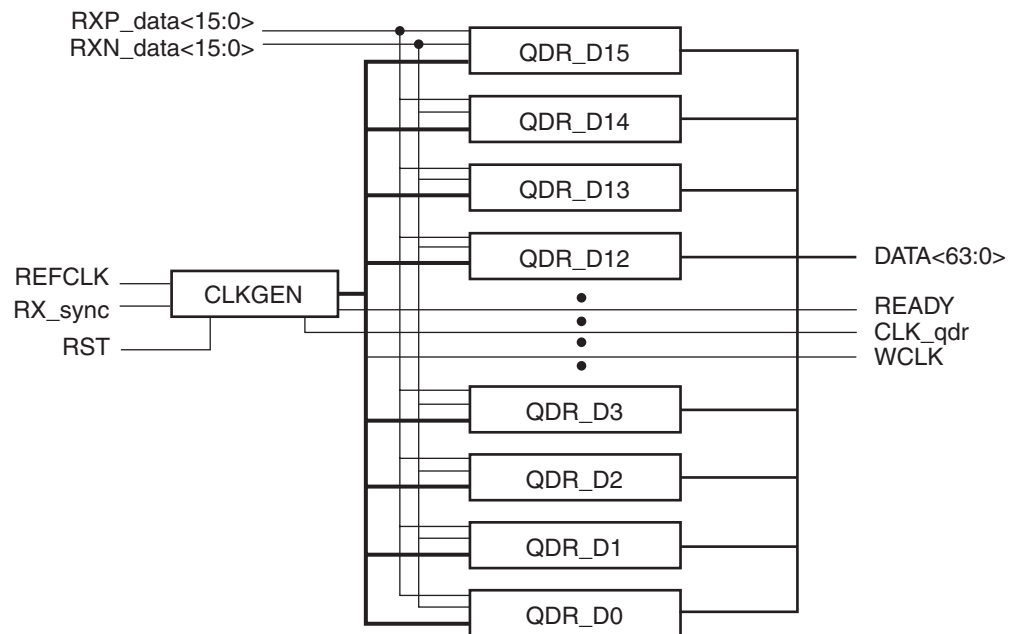 RXP_data<15:0>
RXN_data<15:0>
QDR_D15
QDR_D14
QDR_D13
QDR_D12
DATA<63:0>
REFCLK
CLKGEN
RX_sync
READY
CLK_qdr
RST
WCLK
QDR_D3
QDR_D2
QDR_D1
QDR_D0